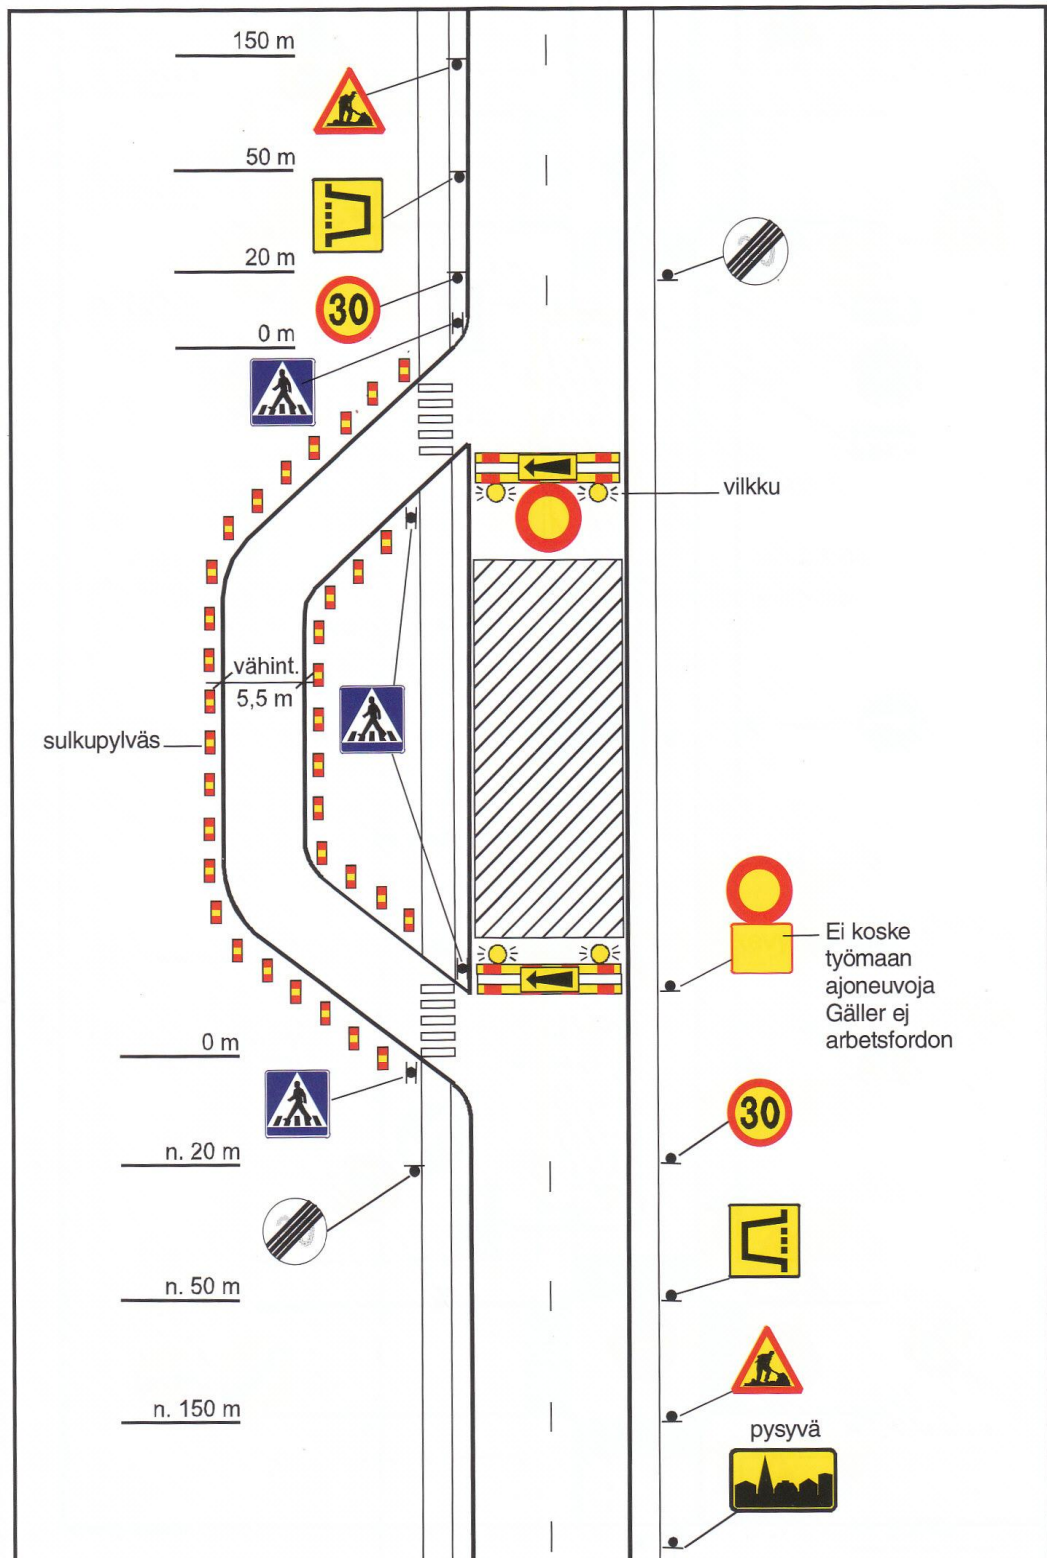 150 m
50 m
20 m
30
0 m
vilkku
vähint.
5,5 m
sulkupylväs
Ei koske
työmaan
ajoneuvoja
Gäller ej
arbetsfordon
0 m
30
n. 20 m
n. 50 m
n. 150 m
pysyvä